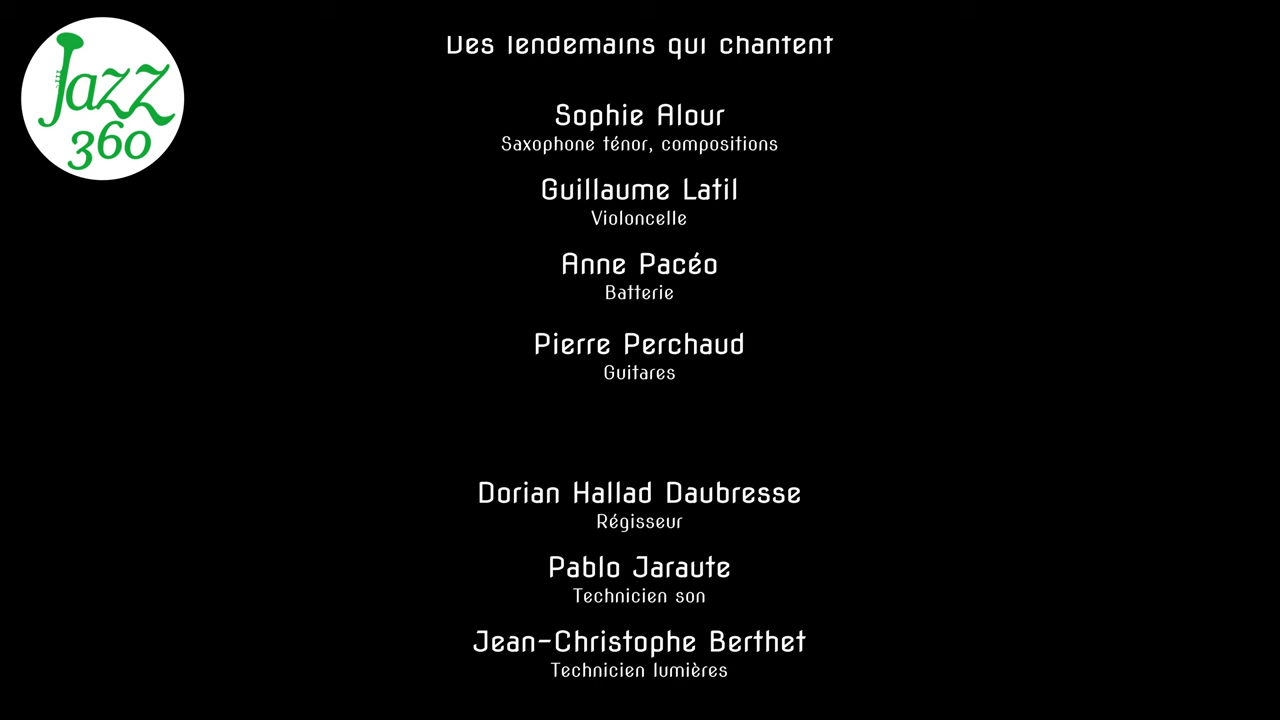 Jazz
360
Des lendemains qui chantent
Sophie Alour
Saxophone ténor, compositions
Guillaume Latil
Violoncelle
Anne Pacéo
Batterie
Pierre Perchaud
Guitares
Dorian Hallad Daubresse
Régisseur
Pablo Jaraute
Technicien son
Jean-Christophe Berthet
Technicien lumières